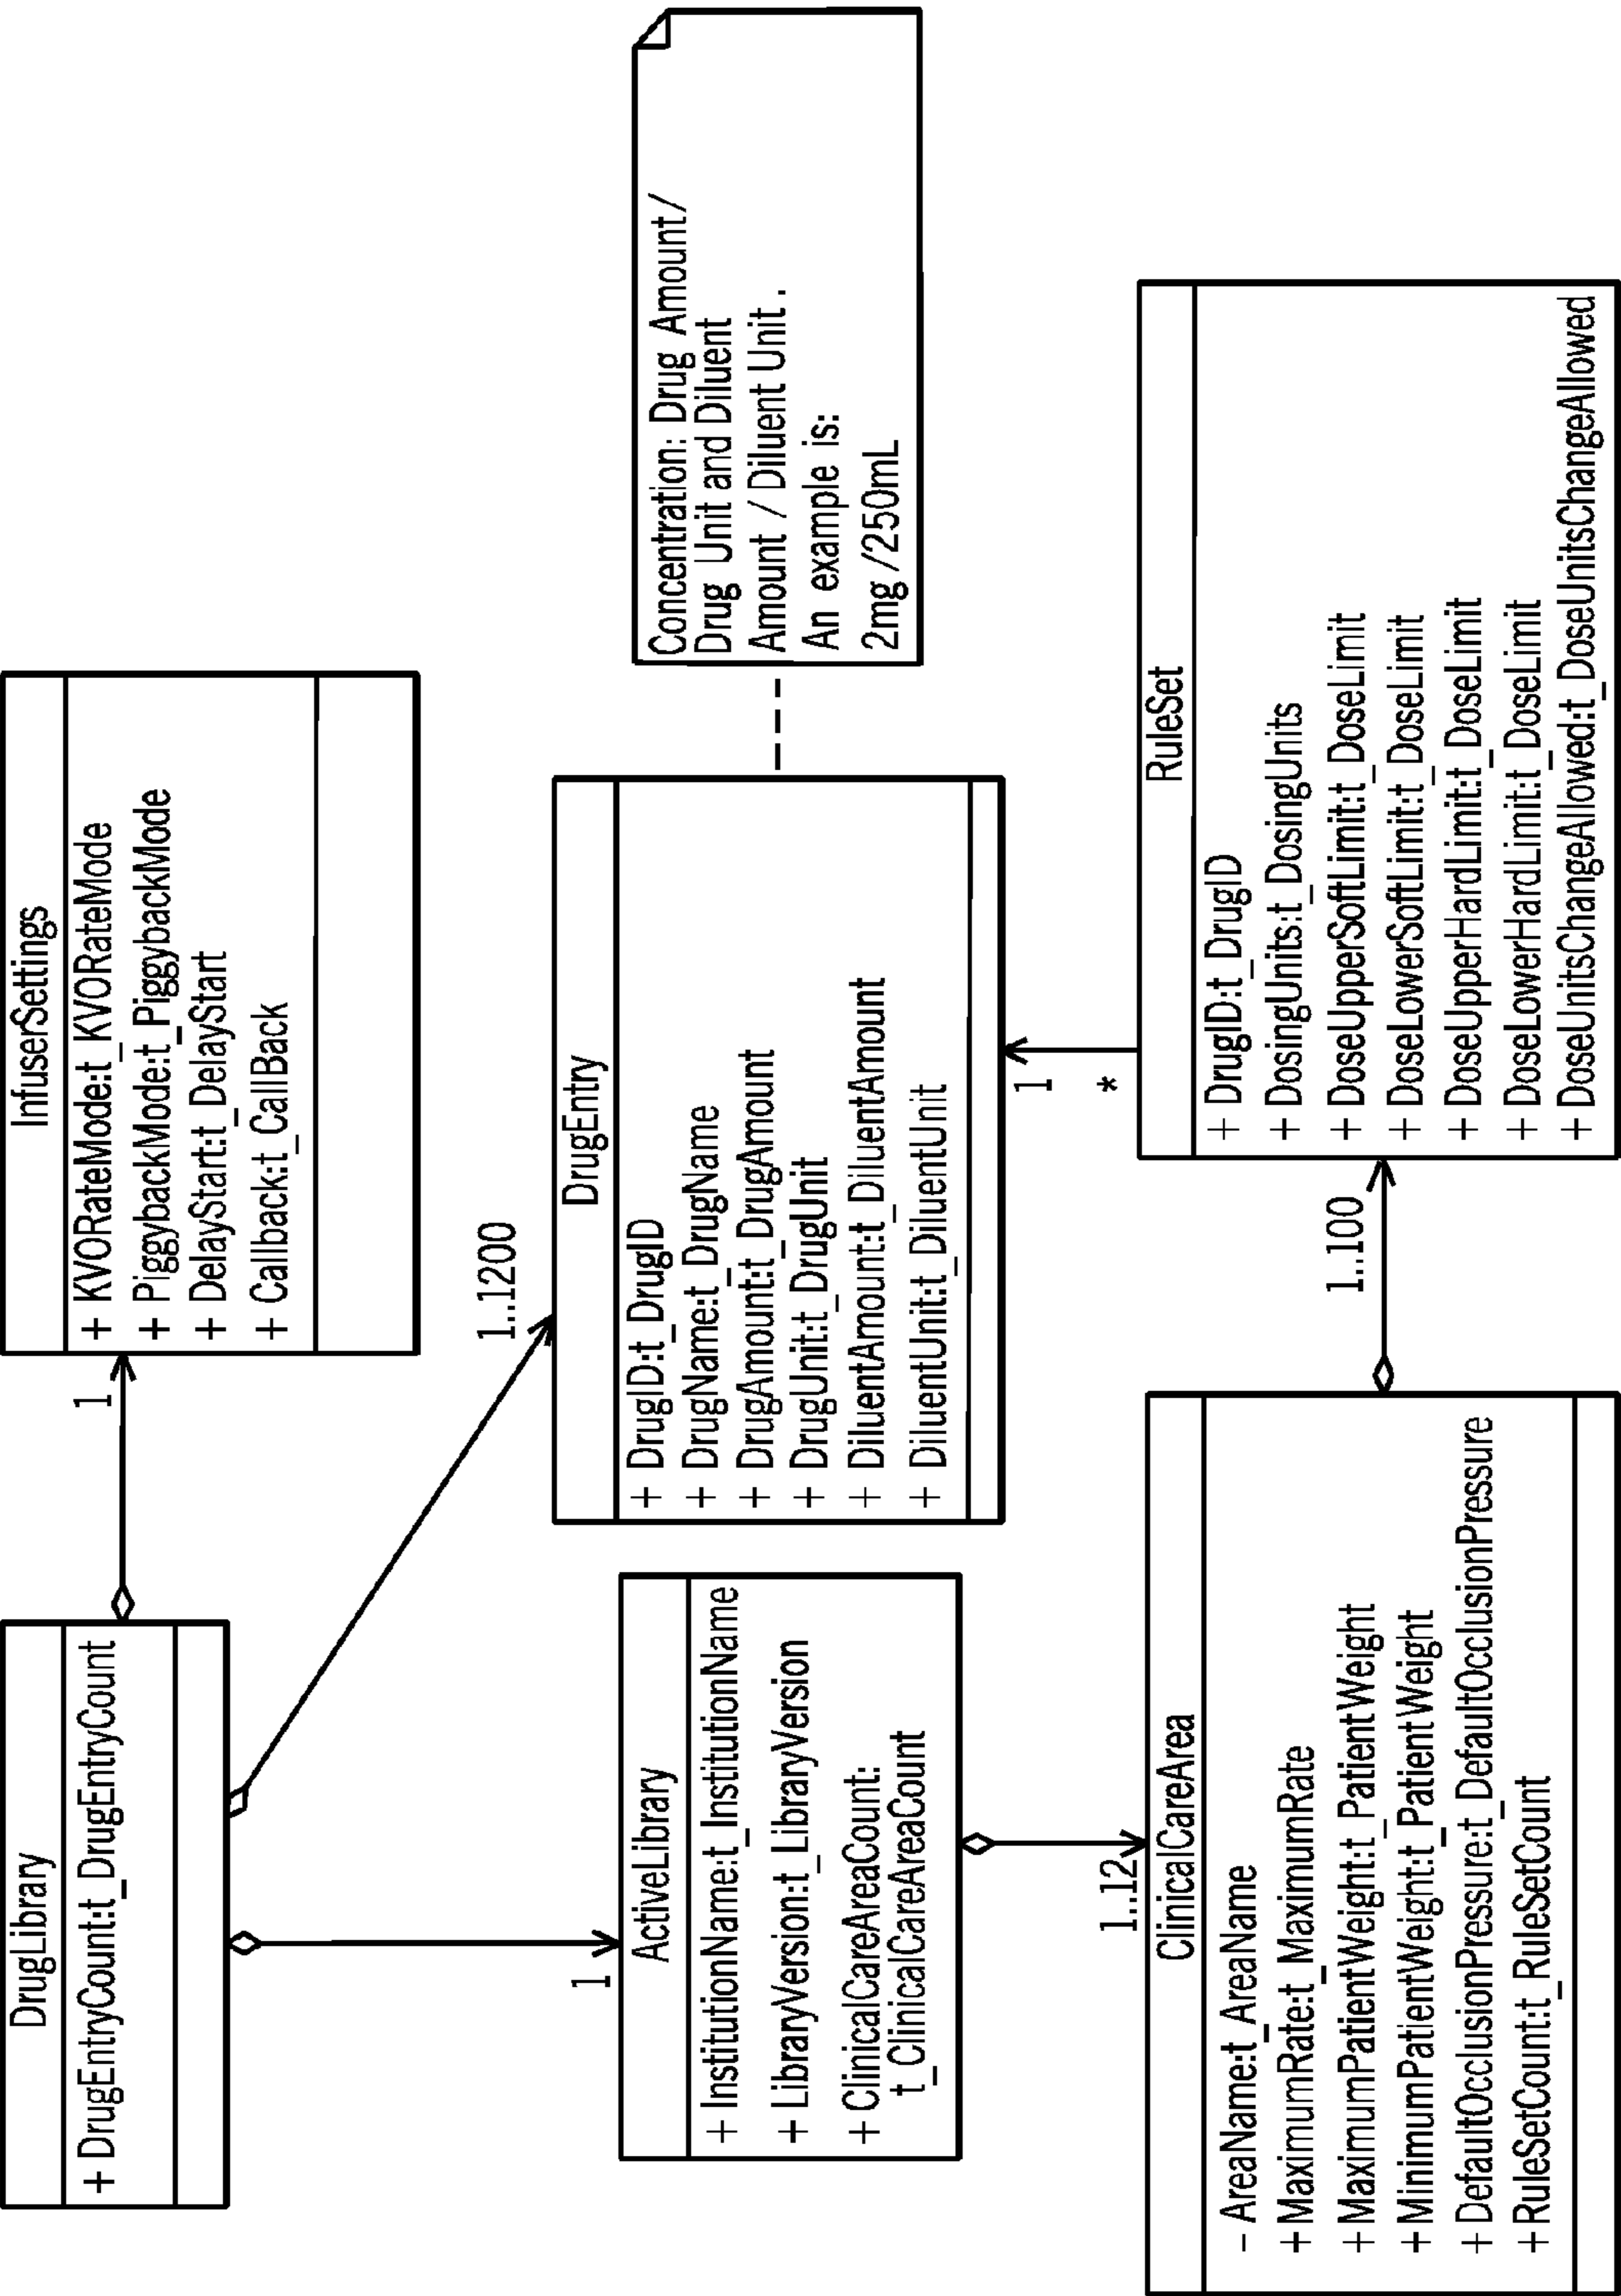 DrugLibrary
+ DrugEntryCount:t_DrugEntryCount
1
InfuserSettings
+ KVORateMode:t_KVORateMode
+ PiggybackMode:t_PiggybackMode
+ DelayStart:t_DelayStart
+ Callback:t_CallBack
1..1200
1
ActiveLibrary
+ InstitutionName:t_InstitutionName
+ LibraryVersion:t_LibraryVersion
+ ClinicalCareAreaCount:
t_ClinicalCareAreaCount
DrugEntry
+ DrugID:t_DrugID
+ DrugName:t_DrugName
+ DrugAmount:t_DrugAmount
+ DrugUnit:t_DrugUnit
+ DiluentAmount:t_DiluentAmount
+ DiluentUnit:t_DiluentUnit
Concentration: Drug Amount/
Drug Unit and Diluent
Amount / Diluent Unit .
An example is:
2mg /250mL
1..12
1
*
ClinicalCareArea
- AreaName:t_AreaName
+ MaximumRate:t_MaximumRate
+ MaximumPatientWeight:t_PatientWeight
+ MinimumPatientWeight:t_PatientWeight
+ DefaultOcclusionPressure:t_DefaultOcclusionPressure
+ RuleSetCount:t_RuleSetCount
1..100
RuleSet
+ DrugID:t_DrugID
+ DosingUnits:t_DosingUnits
+ DoseUpperSoftLimit:t_DoseLimit
+ DoseLowerSoftLimit:t_DoseLimit
+ DoseUpperHardLimit:t_DoseLimit
+ DoseLowerHardLimit:t_DoseLimit
+ DoseUnitsChangeAllowed:t_DoseUnitsChangeAllowed